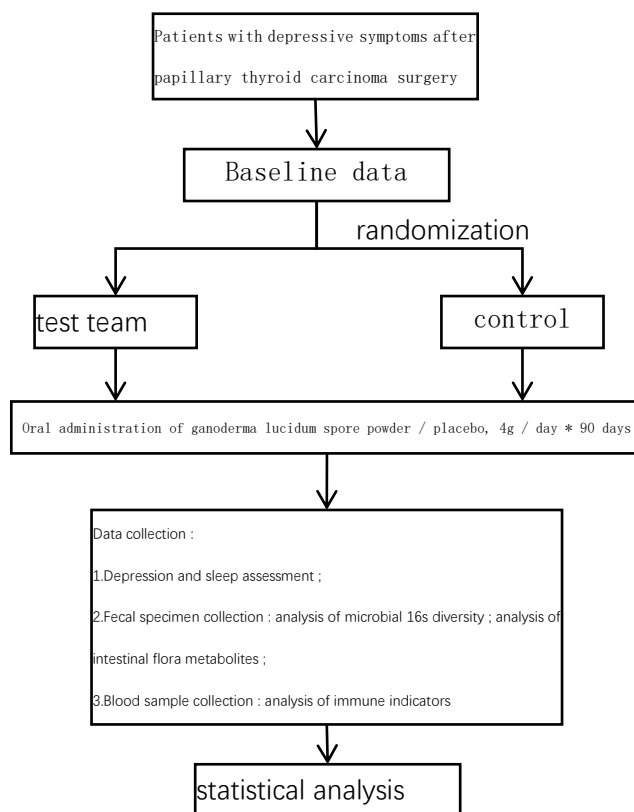 Patients with depressive symptoms after
papillary thyroid carcinoma surgery
Baseline data
randomization
test team
control
Oral administration of ganoderma lucidum spore powder / placebo, 4g / day * 90 days
Data collection :
1.Depression and sleep assessment ;
2.Fecal specimen collection : analysis of microbial 16s diversity ; analysis of
intestinal flora metabolites ;
3.Blood sample collection : analysis of immune indicators
statistical analysis